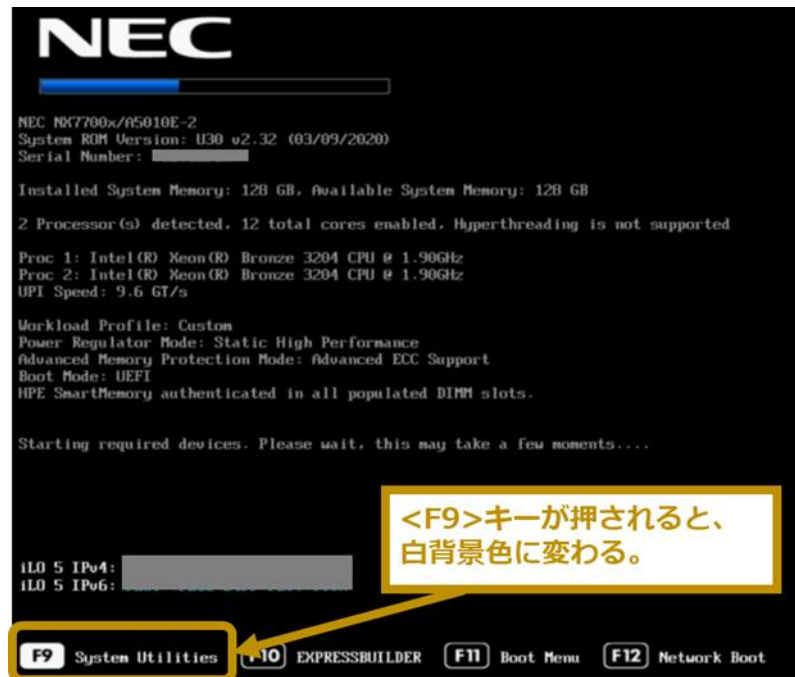 NEC
NEC NX7700x/A5010E-2
System ROM Version: U30 v2.32 (03/09/2020)
Serial Number:
Installed System Memory: 128 GB, Available System Memory: 128 GB
2 Processor(s) detected, 12 total cores enabled, Hyperthreading is not supported
Proc 1: Intel(R) Xeon(R) Bronze 3204 CPU @ 1.90GHz
Proc 2: Intel(R) Xeon(R) Bronze 3204 CPU @ 1.90GHz
UPI Speed: 9.6 GT/s
Workload Profile: Custom
Power Regulator Mode: Static High Performance
Advanced Memory Protection Mode: Advanced ECC Support
Boot Mode: UEFI
HPE SmartMemory authenticated in all populated DIMM slots.
Starting required devices. Please wait, this may take a few moments....
<F9>キーが押されると、
白背景色に変わる。
iLO 5 IPv4:
iLO 5 IPv6:
F9 System Utilities F10 EXPRESSBUILDER F11 Boot Menu F12 Network Boot